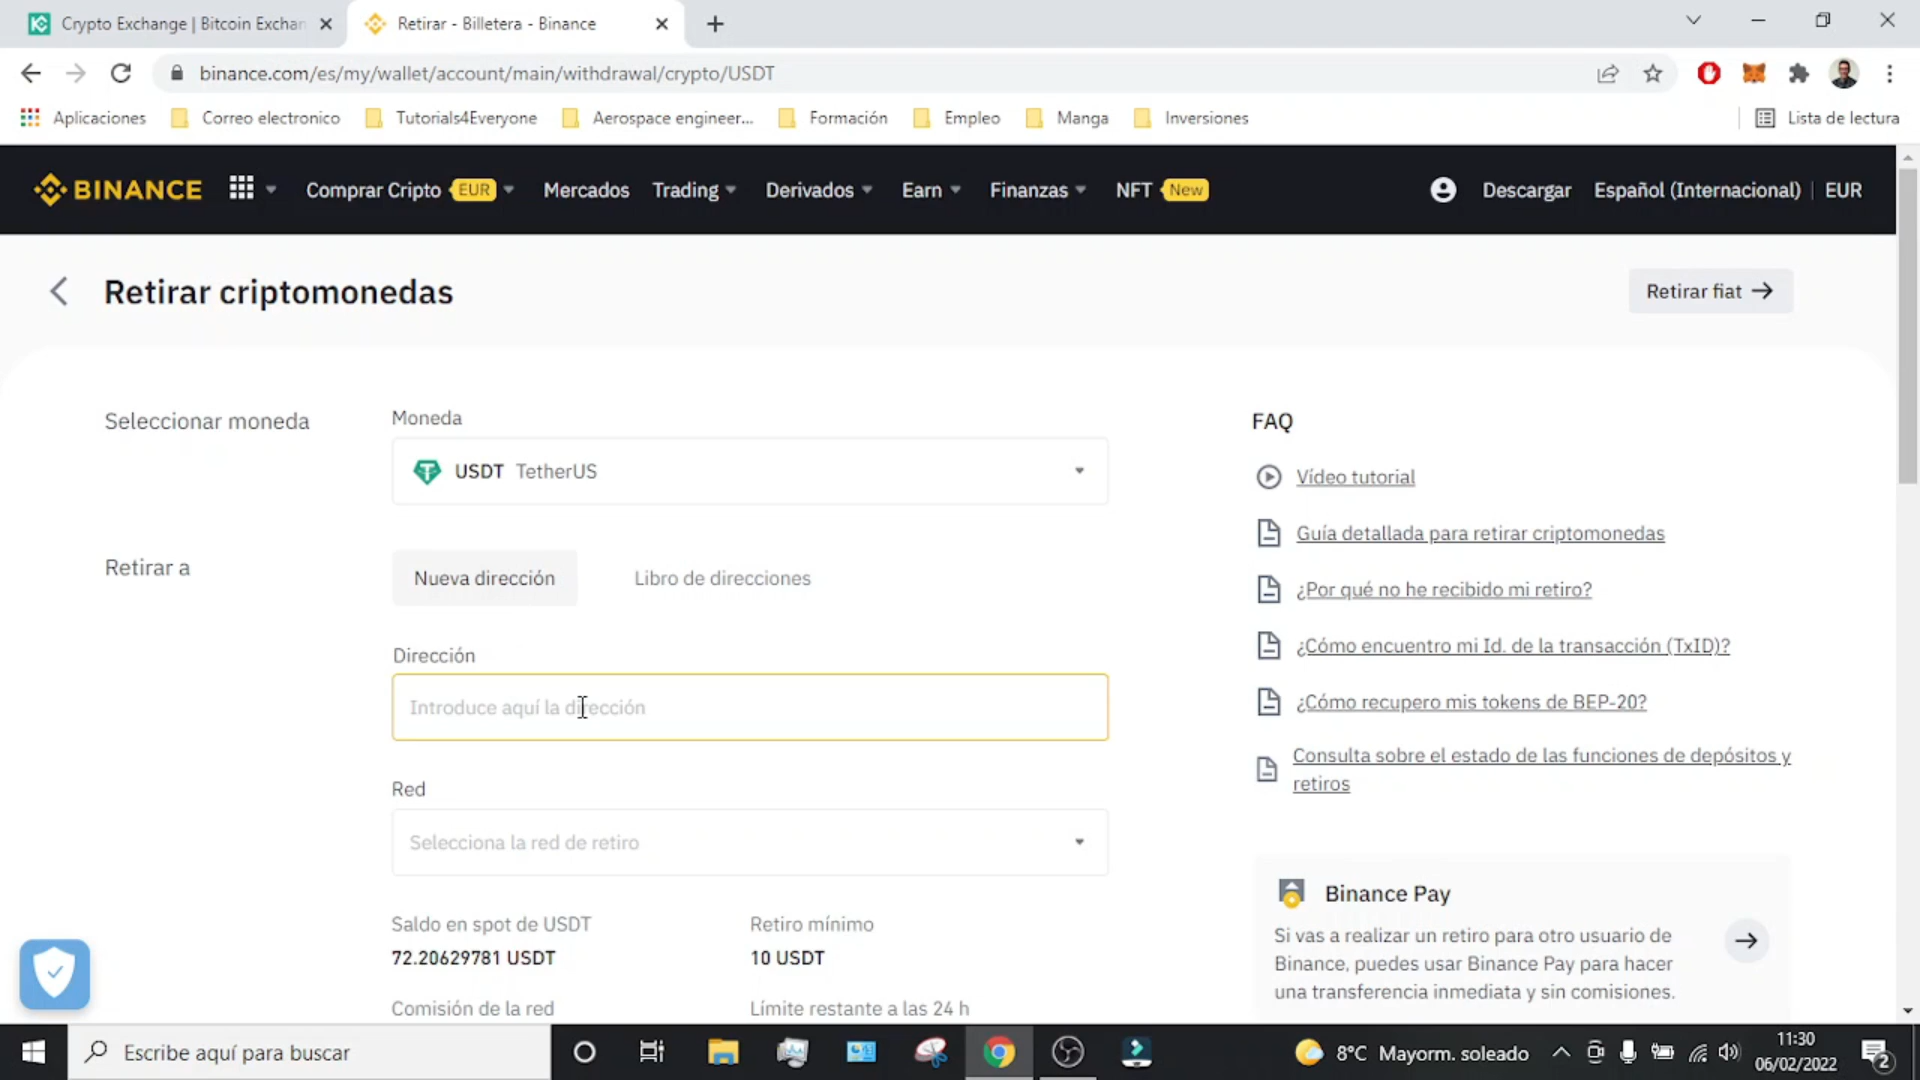 Crypto Exchange | Bitcoin Exchan
Retirar - Billetera - Binance
binance.com/es/my/wallet/account/main/withdrawal/crypto/USDT
Aplicaciones
Correo electronico
Tutorials4Everyone
Aerospace engineer...
Formación
Empleo
Manga
Inversiones
Lista de lectura
BINANCE
Comprar Cripto EUR
Mercados
Trading
Derivados
Earn
Finanzas
NFT New
Descargar
Español (Internacional) | EUR
Retirar criptomonedas
Retirar fiat
Seleccionar moneda
Moneda
USDT TetherUS
Retirar a
Nueva dirección
Libro de direcciones
Dirección
Introduce aquí la dirección
Red
Selecciona la red de retiro
Saldo en spot de USDT
72.20629781 USDT
Retiro mínimo
10 USDT
Comisión de la red
Límite restante a las 24 h
FAQ
Vídeo tutorial
Guía detallada para retirar criptomonedas
¿Por qué no he recibido mi retiro?
¿Cómo encuentro mi Id. de la transacción (TxID)?
¿Cómo recupero mis tokens de BEP-20?
Consulta sobre el estado de las funciones de depósitos y
retiros
Binance Pay
Si vas a realizar un retiro para otro usuario de
Binance, puedes usar Binance Pay para hacer
una transferencia inmediata y sin comisiones.
Escribe aquí para buscar
8°C Mayorm. soleado
11:30
06/02/2022
2